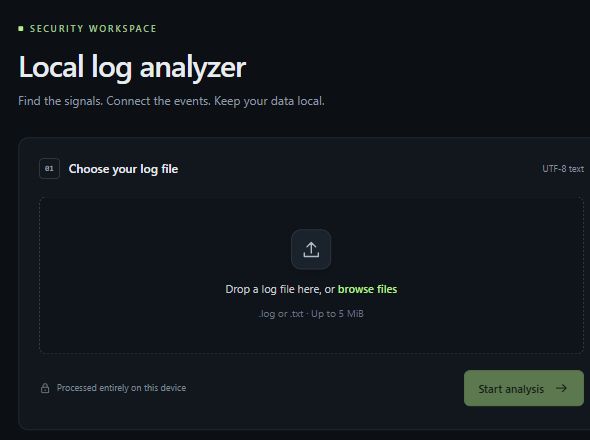 SECURITY WORKSPACE
Local log analyzer
Find the signals. Connect the events. Keep your data local.
01 Choose your log file UTF-8 text
Drop a log file here, or browse files
.log or .txt · Up to 5 MiB
Processed entirely on this device Start analysis →